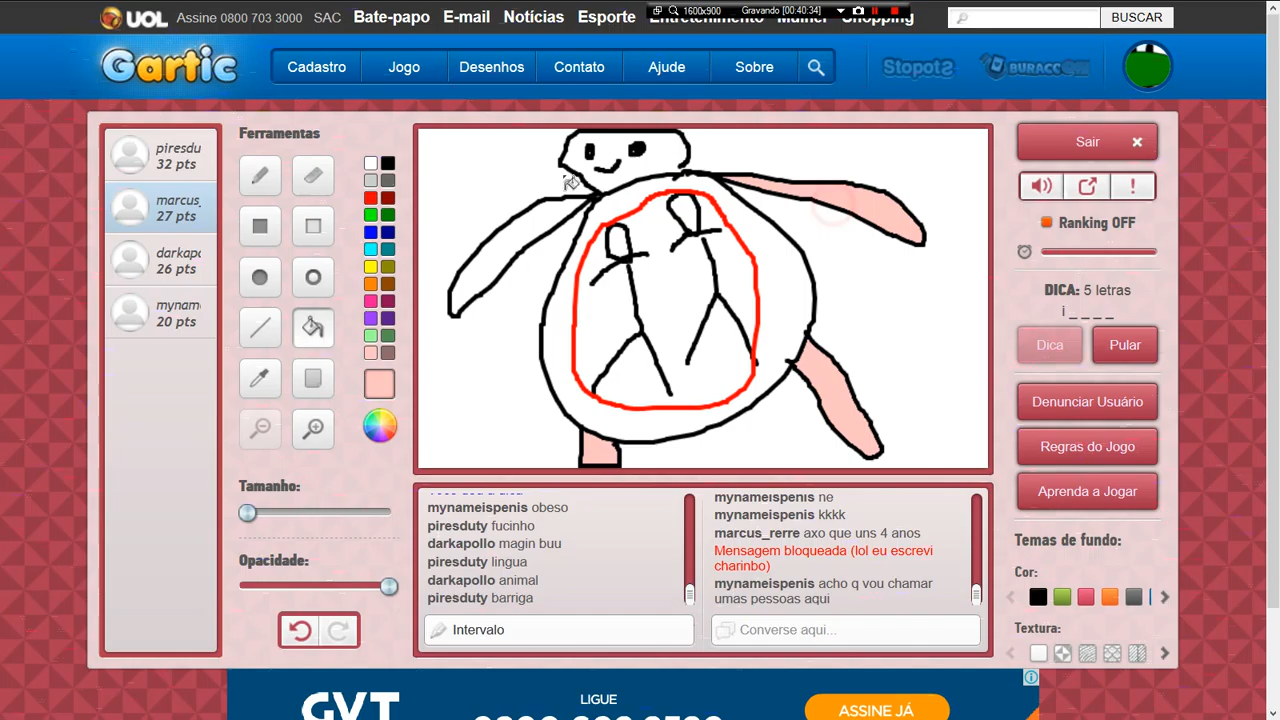 UOL Assine 0800 703 3000 SAC Bate-papo E-mail Notícias Esporte Entretenimento Mulher Shopping BUSCAR
1600x900 Gravando [00:40:34]
Gartic Cadastro Jogo Desenhos Contato Ajude Sobre StopotS BURACOON
piresdu
32 pts
marcus_
27 pts
darkapo
26 pts
mynam
20 pts
Ferramentas
Tamanho:
Opacidade:
mynameispenis obeso
piresduty fucinho
darkapollo magin buu
piresduty lingua
darkapollo animal
piresduty barriga
Intervalo
mynameispenis ne
mynameispenis kkkk
marcus_rerre axo que uns 4 anos
Mensagem bloqueada (lol eu escrevi
charinbo)
mynameispenis acho q vou chamar
umas pessoas aqui
Converse aqui...
Sair
Ranking OFF
DICA: 5 letras
i _ _ _ _
Dica Pular
Denunciar Usuário
Regras do Jogo
Aprenda a Jogar
Temas de fundo:
Cor:
Textura:
GVT
LIGUE
ASSINE JÁ